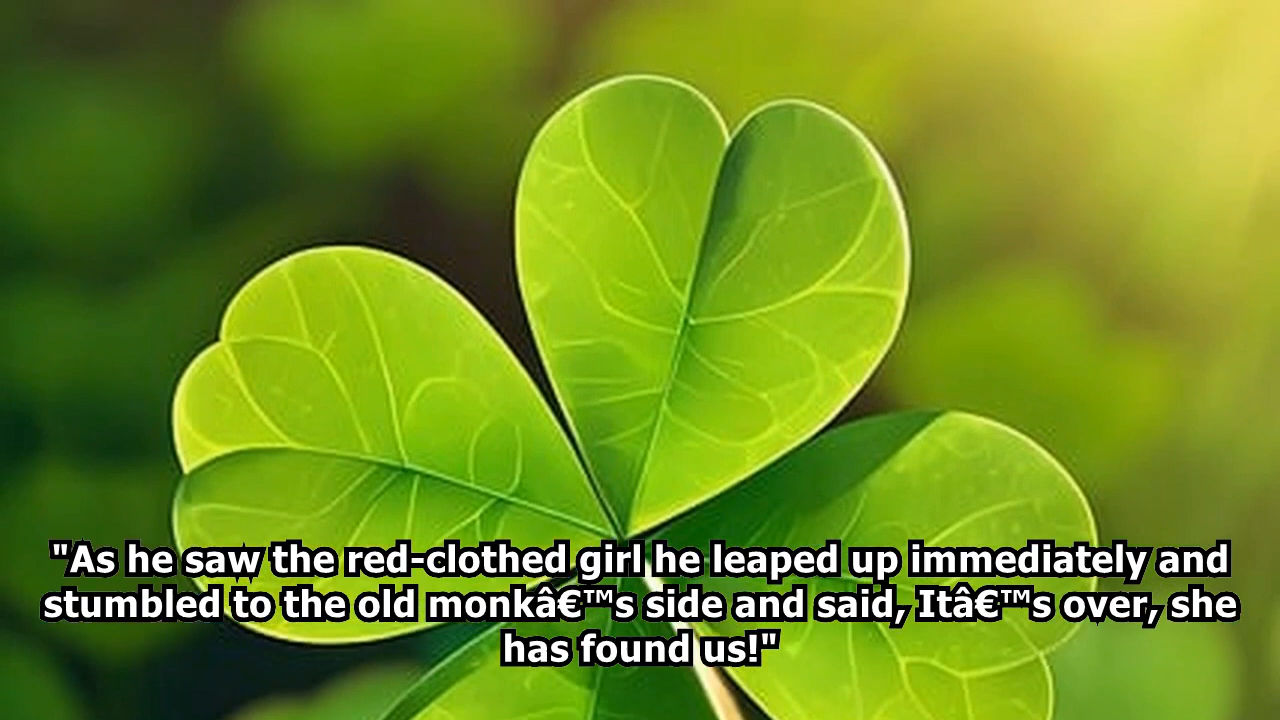 "As he saw the red-clothed girl he leaped up immediately and
stumbled to the old monkâ€™s side and said, Itâ€™s over, she
has found us!"